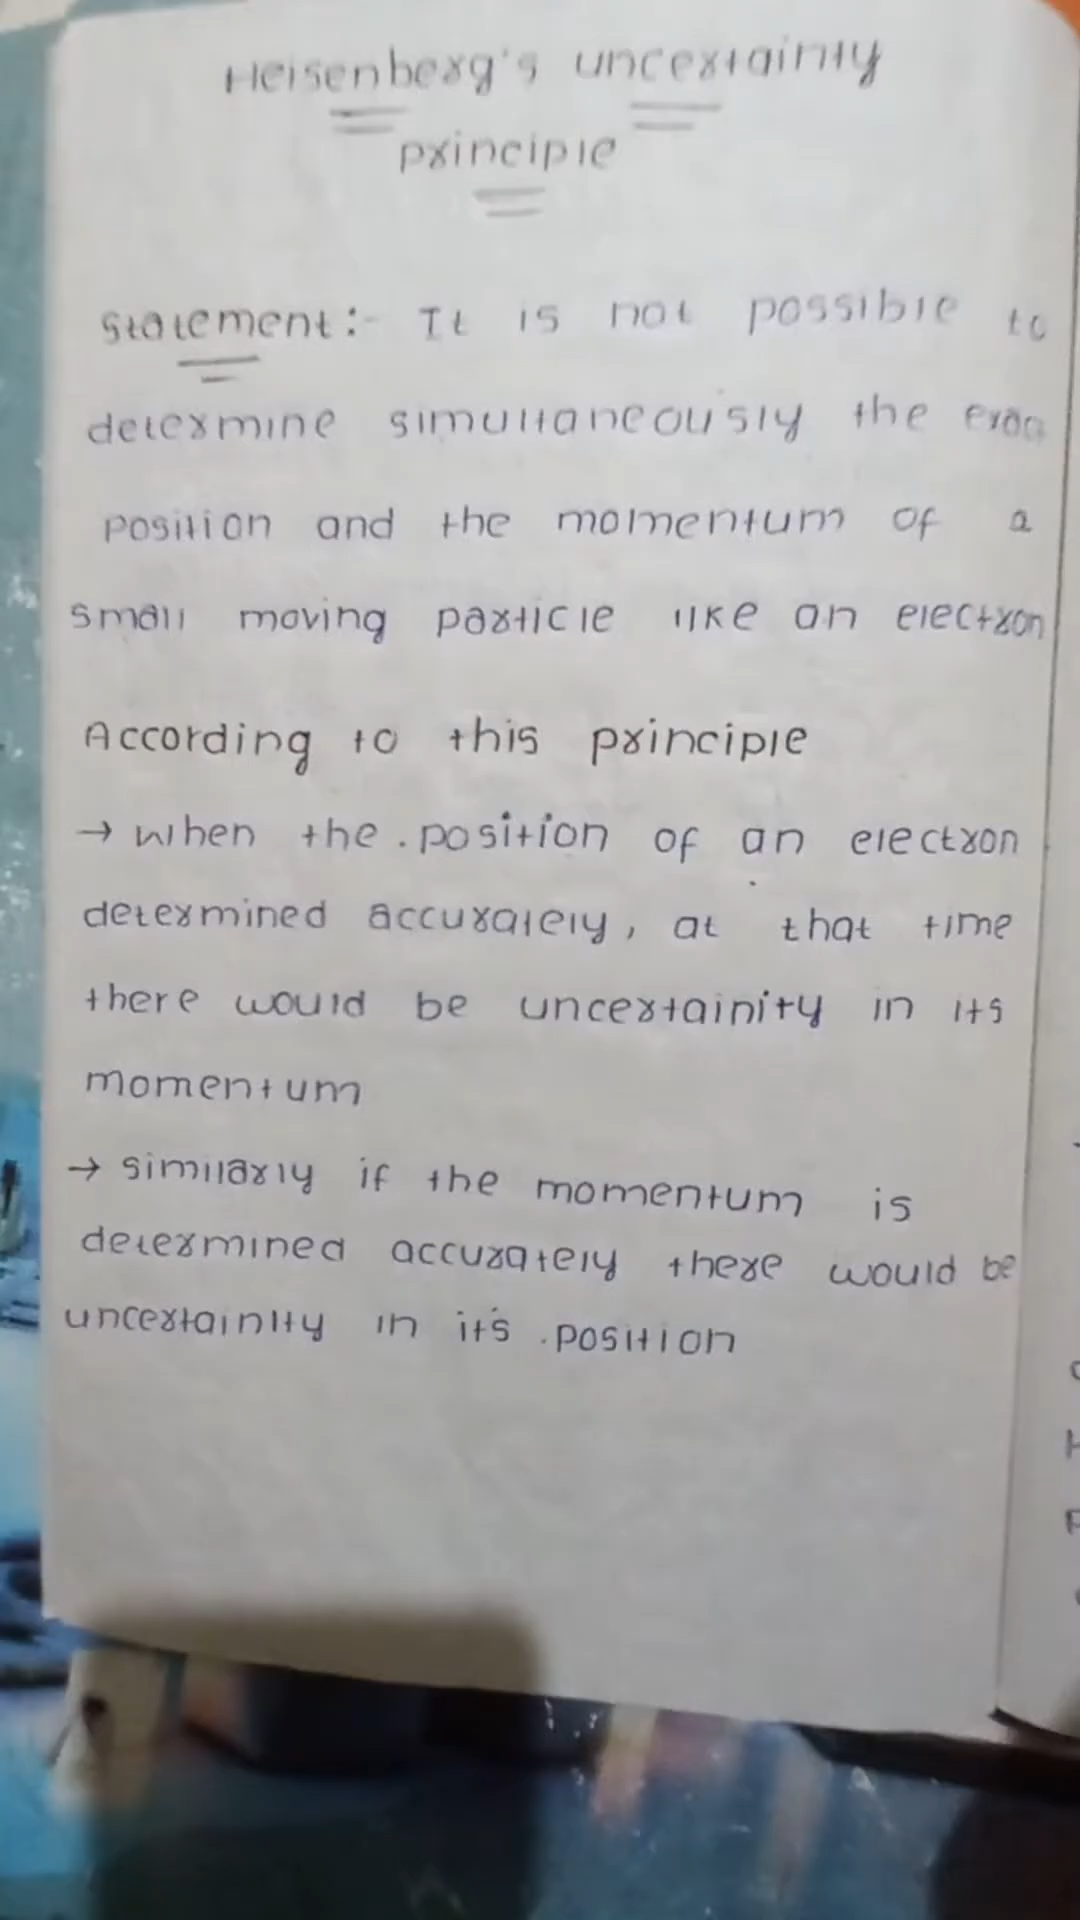 Heisenberg's uncertainity
principle
Statement:- It is not possible to
determine simultaneously the
position and the momentum of a
small moving particle like an electron
According to this principle
→ when the position of an electron
determined accurately, at that time
there would be uncertainity in its
momentum
→ similarly if the momentum is
determined accurately there would be
uncertainity in it's position